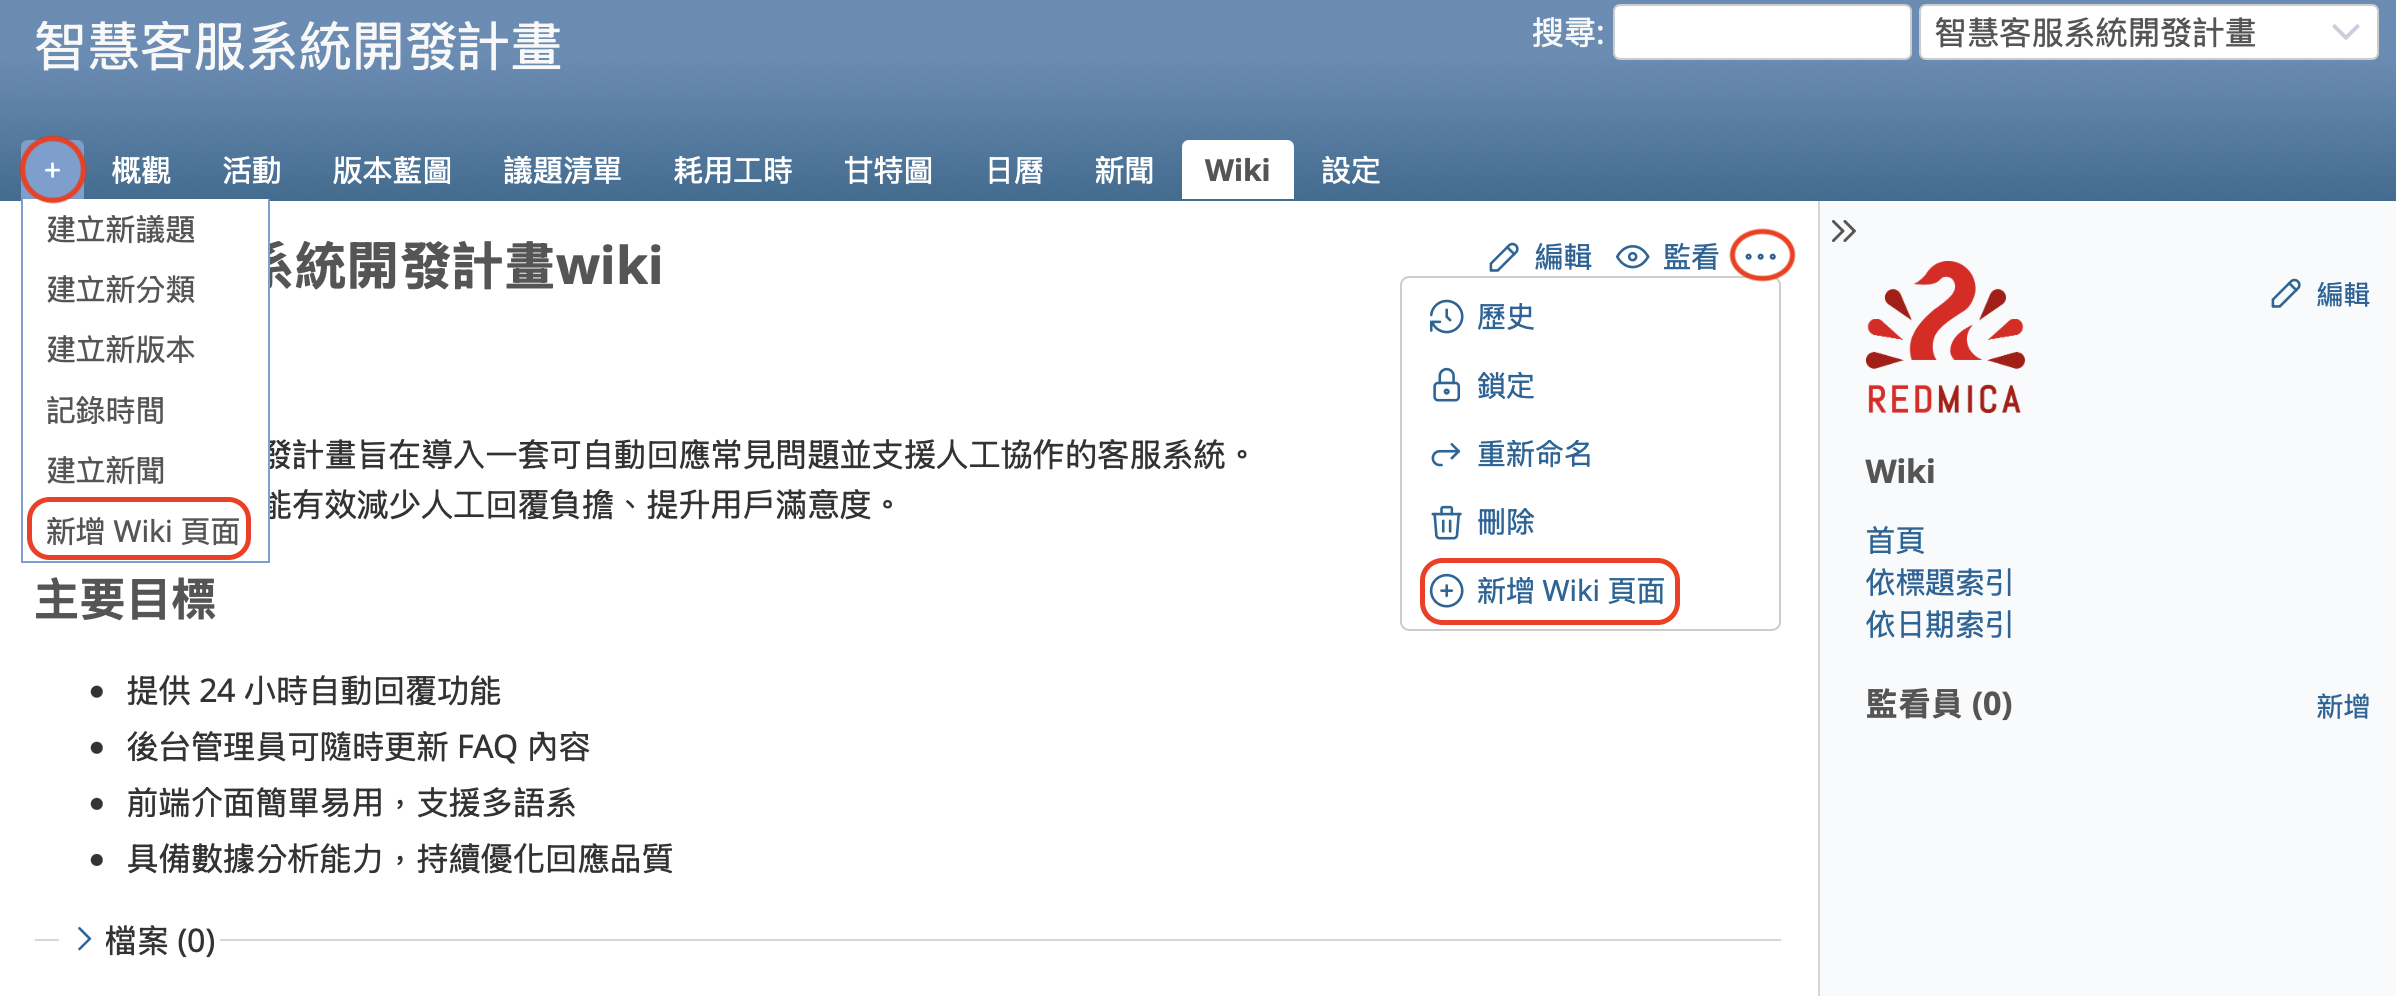 智慧客服系統開發計畫
搜尋:
智慧客服系統開發計畫
+ 概觀 活動 版本藍圖 議題清單 耗用工時 甘特圖 日曆 新聞 Wiki 設定
建立新議題
建立新分類
建立新版本
記錄時間
建立新聞
新增 Wiki 頁面
系統開發計畫wiki
編輯 監看 •••
歷史
鎖定
重新命名
刪除
新增 Wiki 頁面
發計畫旨在導入一套可自動回應常見問題並支援人工協作的客服系統。
能有效減少人工回覆負擔、提升用戶滿意度。
主要目標
• 提供 24 小時自動回覆功能
• 後台管理員可隨時更新 FAQ 內容
• 前端介面簡單易用，支援多語系
• 具備數據分析能力，持續優化回應品質
檔案 (0)
編輯
REDMICA
Wiki
首頁
依標題索引
依日期索引
監看員 (0) 新增